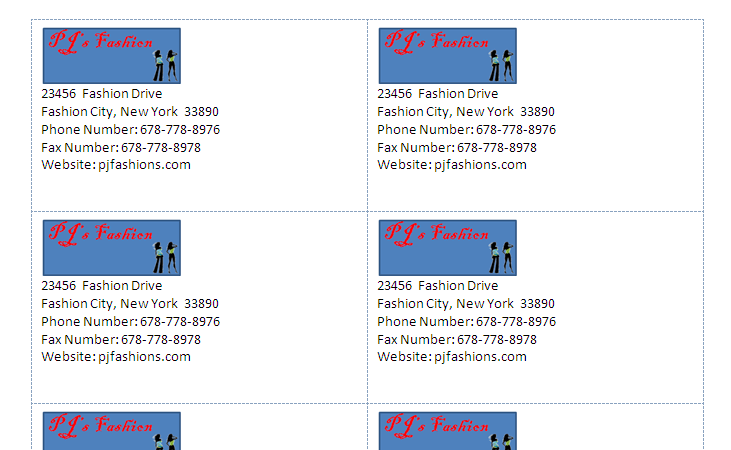 PJ's Fashion
23456  Fashion Drive
Fashion City, New York  33890
Phone Number: 678-778-8976
Fax Number: 678-778-8978
Website: pjfashions.com
PJ's Fashion
23456  Fashion Drive
Fashion City, New York  33890
Phone Number: 678-778-8976
Fax Number: 678-778-8978
Website: pjfashions.com
PJ's Fashion
23456  Fashion Drive
Fashion City, New York  33890
Phone Number: 678-778-8976
Fax Number: 678-778-8978
Website: pjfashions.com
PJ's Fashion
23456  Fashion Drive
Fashion City, New York  33890
Phone Number: 678-778-8976
Fax Number: 678-778-8978
Website: pjfashions.com
PJ's Fashion
PJ's Fashion